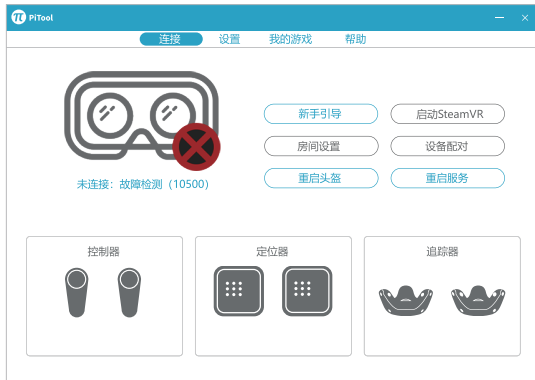 PiTool
连接 设置 我的游戏 帮助
新手引导 启动SteamVR
房间设置 设备配对
未连接：故障检测（10500） 重启头盔 重启服务
控制器 定位器 追踪器